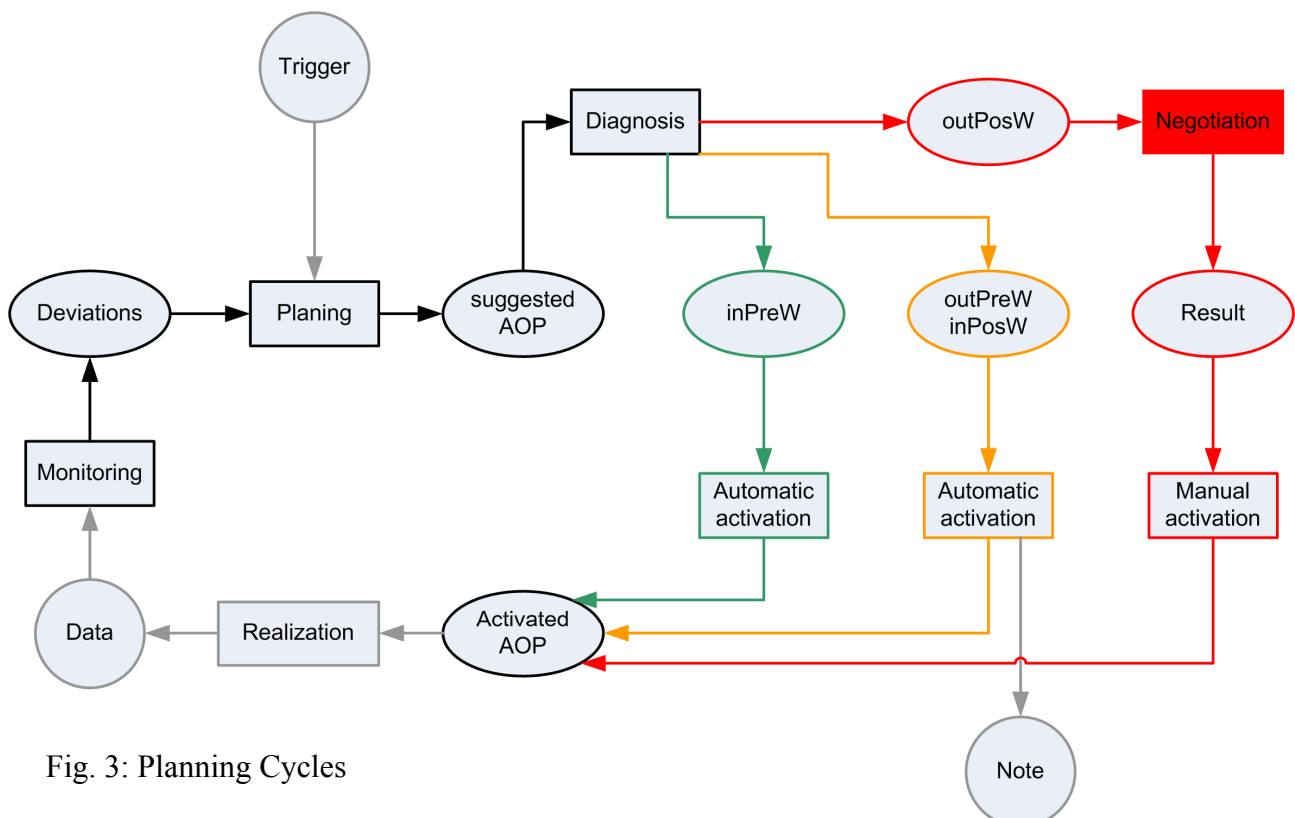 Trigger
Diagnosis
outPosW
Negotiation
Deviations
Planing
suggested
AOP
inPreW
outPreW
inPosW
Result
Monitoring
Automatic
activation
Automatic
activation
Manual
activation
Data
Realization
Activated
AOP
Fig. 3: Planning Cycles
Note